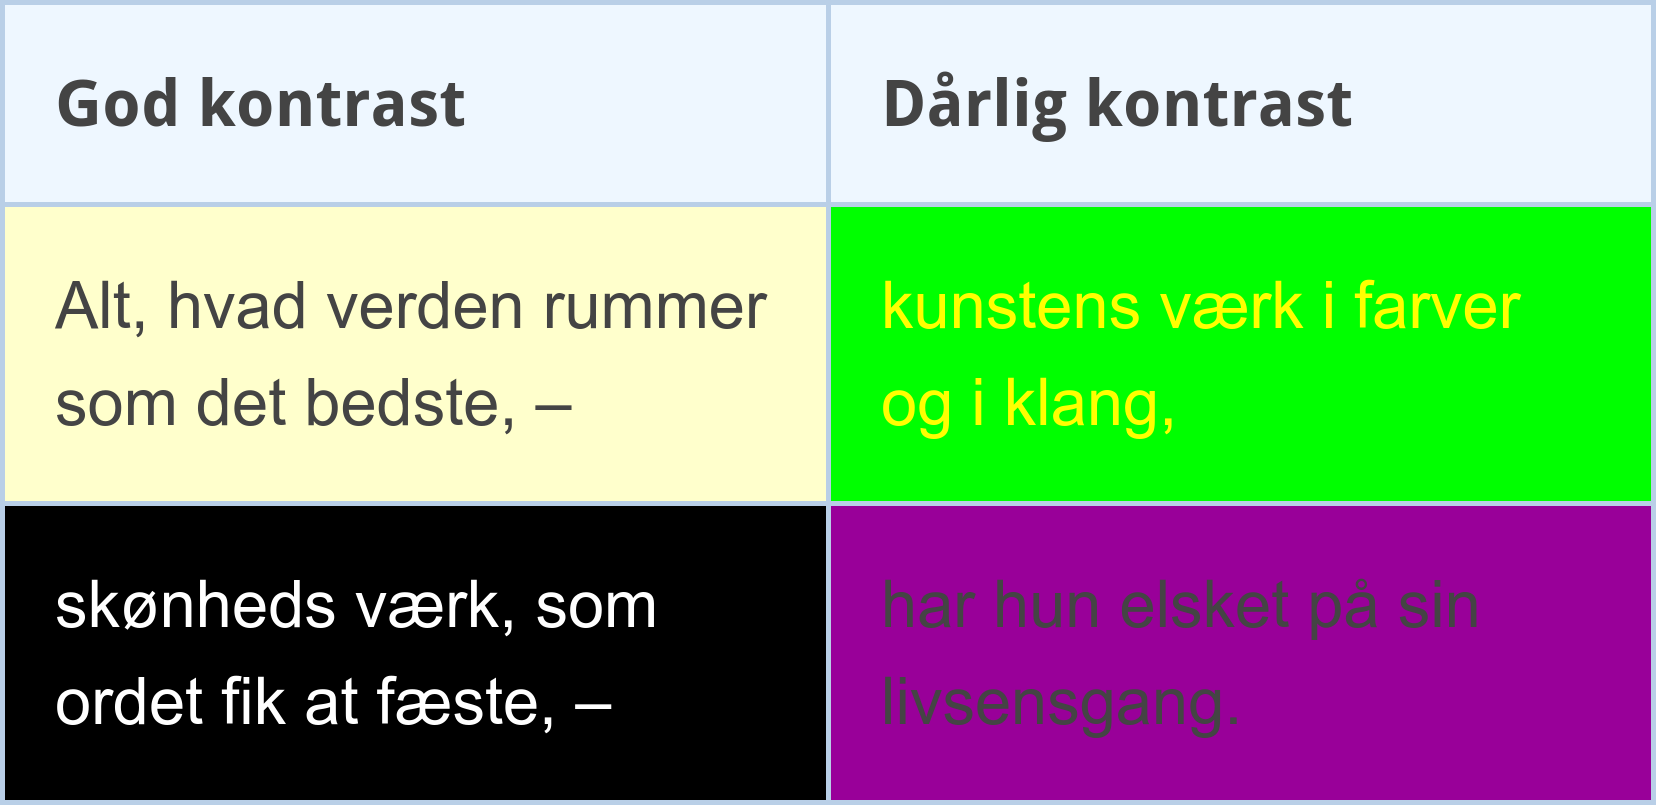 God kontrast
Dårlig kontrast
Alt, hvad verden rummer
som det bedste, –
kunstens værk i farver
og i klang,
skønheds værk, som
ordet fik at fæste, –
har hun elsket på sin
livsensgang.